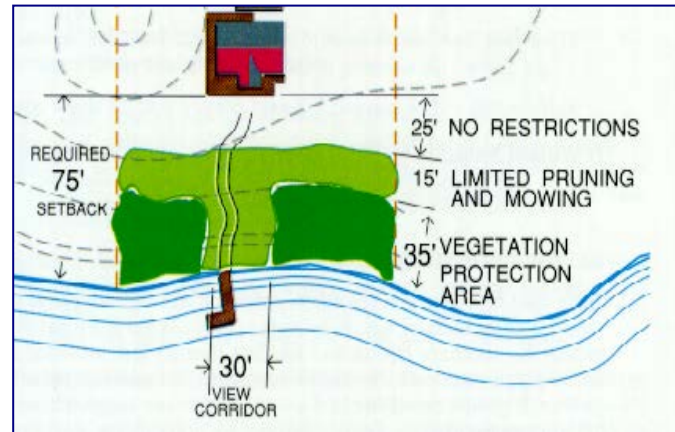 25' NO RESTRICTIONS
REQUIRED
75'
SETBACK
15' LIMITED PRUNING
AND MOWING
35' VEGETATION
PROTECTION
AREA
30'
VIEW
CORRIDOR